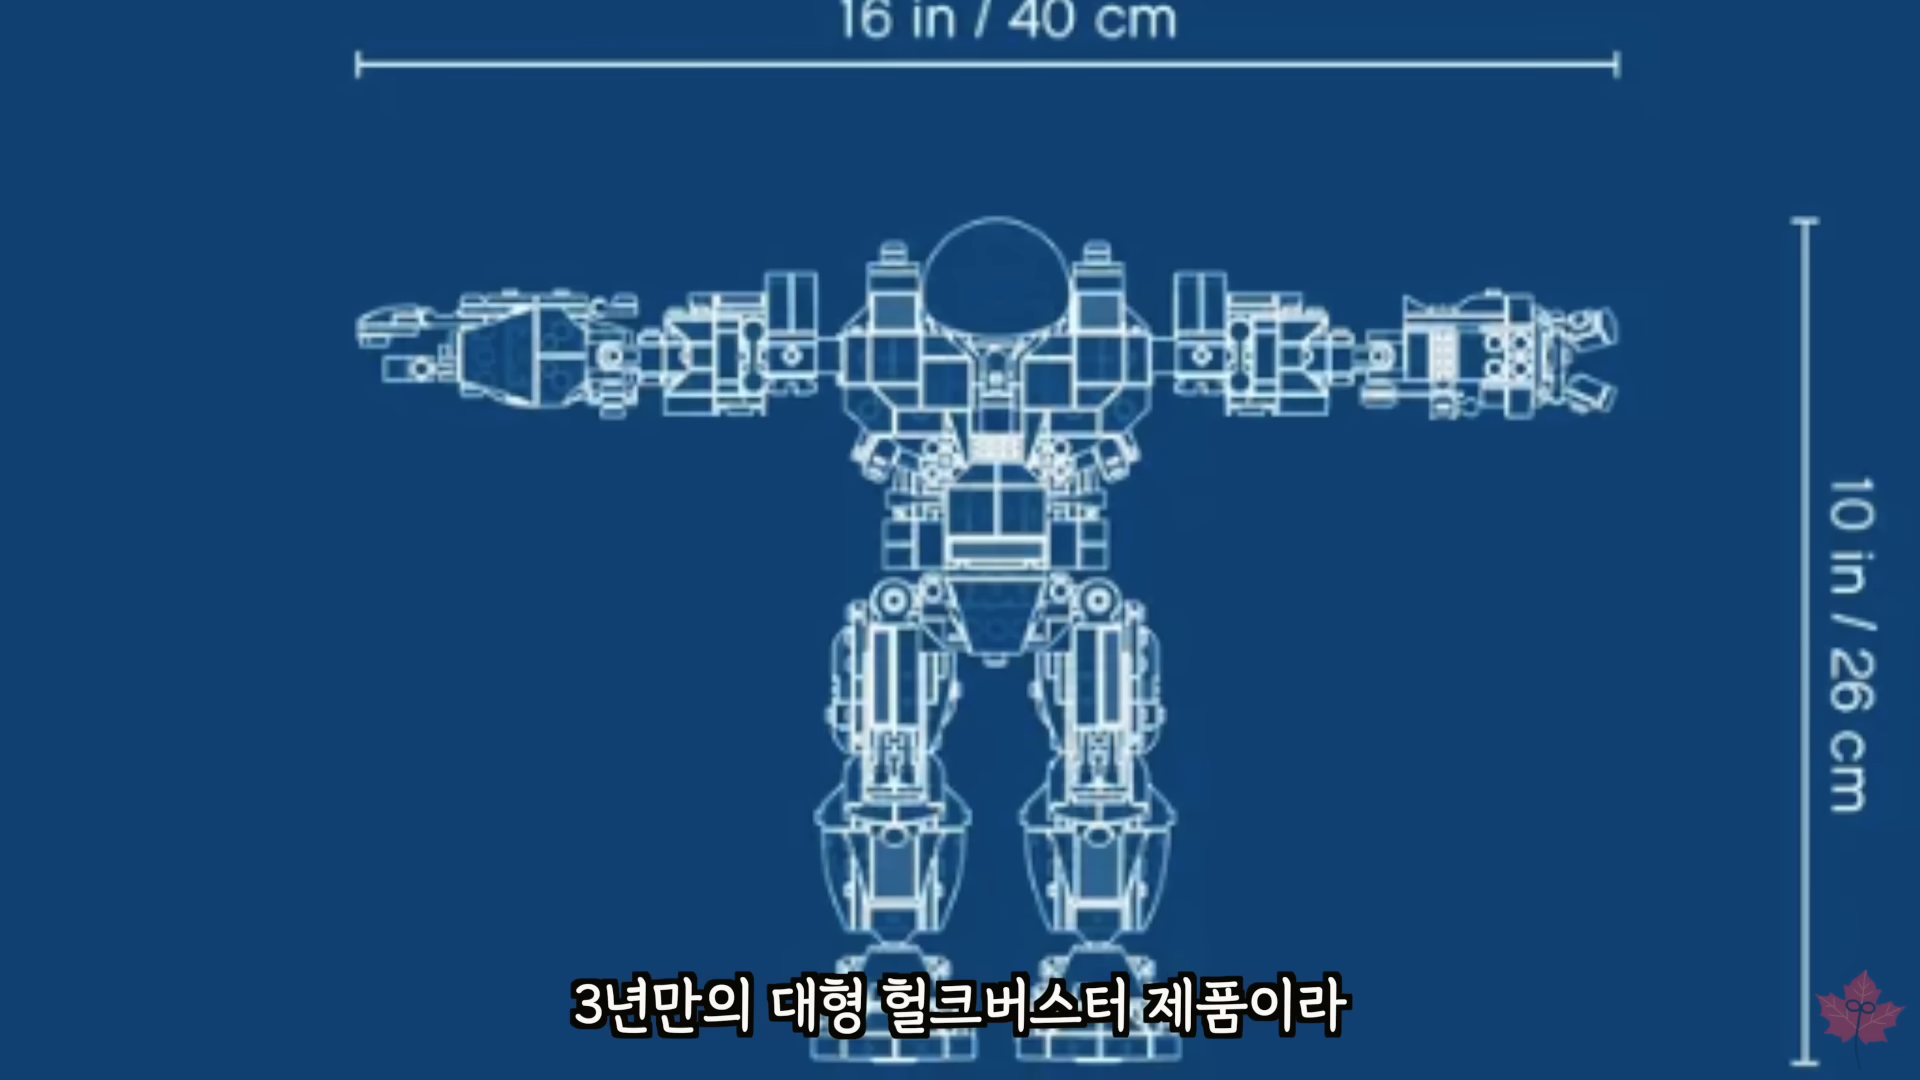 16 in / 40 cm
10 in / 26 cm
3년만의 대형 헐크버스터 제품이라